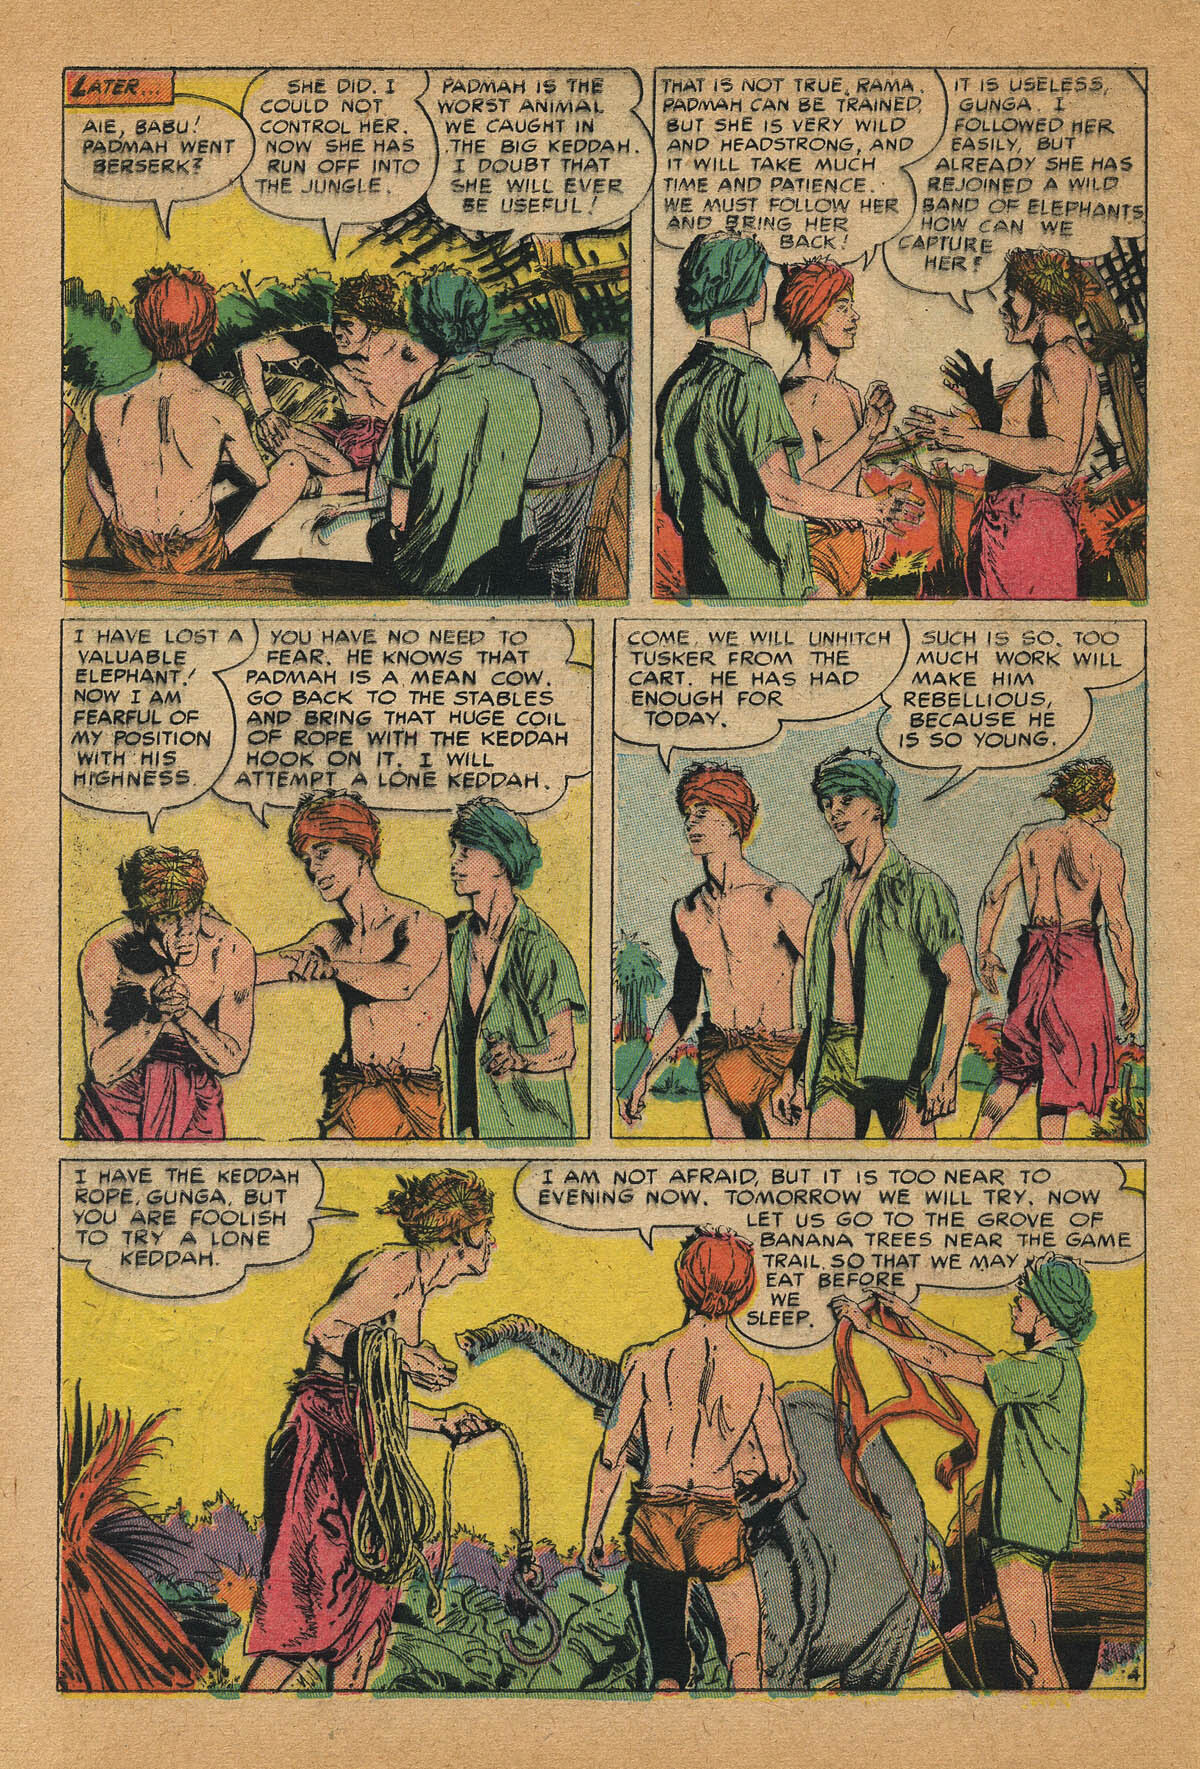 LATER...
AIE, BABU!
PADMAH WENT
BERSERK?
SHE DID. I
COULD NOT
CONTROL HER.
NOW SHE HAS
RUN OFF INTO
THE JUNGLE.
PADMAH IS THE
WORST ANIMAL
WE CAUGHT IN
THE BIG KEDDAH.
I DOUBT THAT
SHE WILL EVER
BE USEFUL!
THAT IS NOT TRUE, RAMA.
PADMAH CAN BE TRAINED,
BUT SHE IS VERY WILD
AND HEADSTRONG, AND
IT WILL TAKE MUCH
TIME AND PATIENCE.
WE MUST FOLLOW HER
AND BRING HER
BACK!
IT IS USELESS,
GUNGA. I
FOLLOWED HER
EASILY, BUT
ALREADY SHE HAS
REJOINED A WILD
BAND OF ELEPHANTS
HOW CAN WE
CAPTURE
HER?
I HAVE LOST A
VALUABLE
ELEPHANT!
NOW I AM
FEARFUL OF
MY POSITION
WITH HIS
HIGHNESS.
YOU HAVE NO NEED TO
FEAR. HE KNOWS THAT
PADMAH IS A MEAN COW.
GO BACK TO THE STABLES
AND BRING THAT HUGE COIL
OF ROPE WITH THE KEDDAH
HOOK ON IT. I WILL
ATTEMPT A LONE KEDDAH.
COME, WE WILL UNHITCH
TUSKER FROM THE
CART. HE HAS HAD
ENOUGH FOR
TODAY.
SUCH IS SO. TOO
MUCH WORK WILL
MAKE HIM
REBELLIOUS,
BECAUSE HE
IS SO YOUNG.
I HAVE THE KEDDAH
ROPE, GUNGA. BUT
YOU ARE FOOLISH
TO TRY A LONE
KEDDAH.
I AM NOT AFRAID, BUT IT IS TOO NEAR TO
EVENING NOW. TOMORROW WE WILL TRY. NOW
LET US GO TO THE GROVE OF
BANANA TREES NEAR THE GAME
TRAIL, SO THAT WE MAY
EAT BEFORE
WE
SLEEP.
4